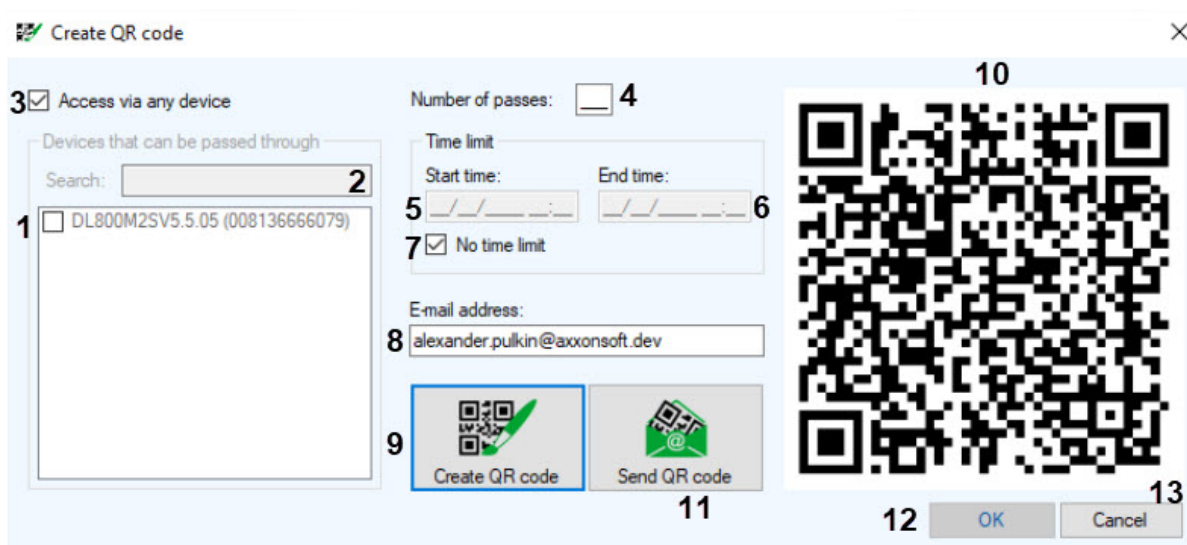 Create QR code
10
3 Access via any device
Number of passes: __ 4
Devices that can be passed through
Time limit
Search: 2
Start time: End time:
5 __/__/____ __:__ __/__/____ __:__ 6
1 DL800M2SV5.5.05 (008136666079)
7 No time limit
E-mail address:
8 alexander.pulkin@axxonsoft.dev
9
@
Create QR code Send QR code
11
13
12 OK Cancel